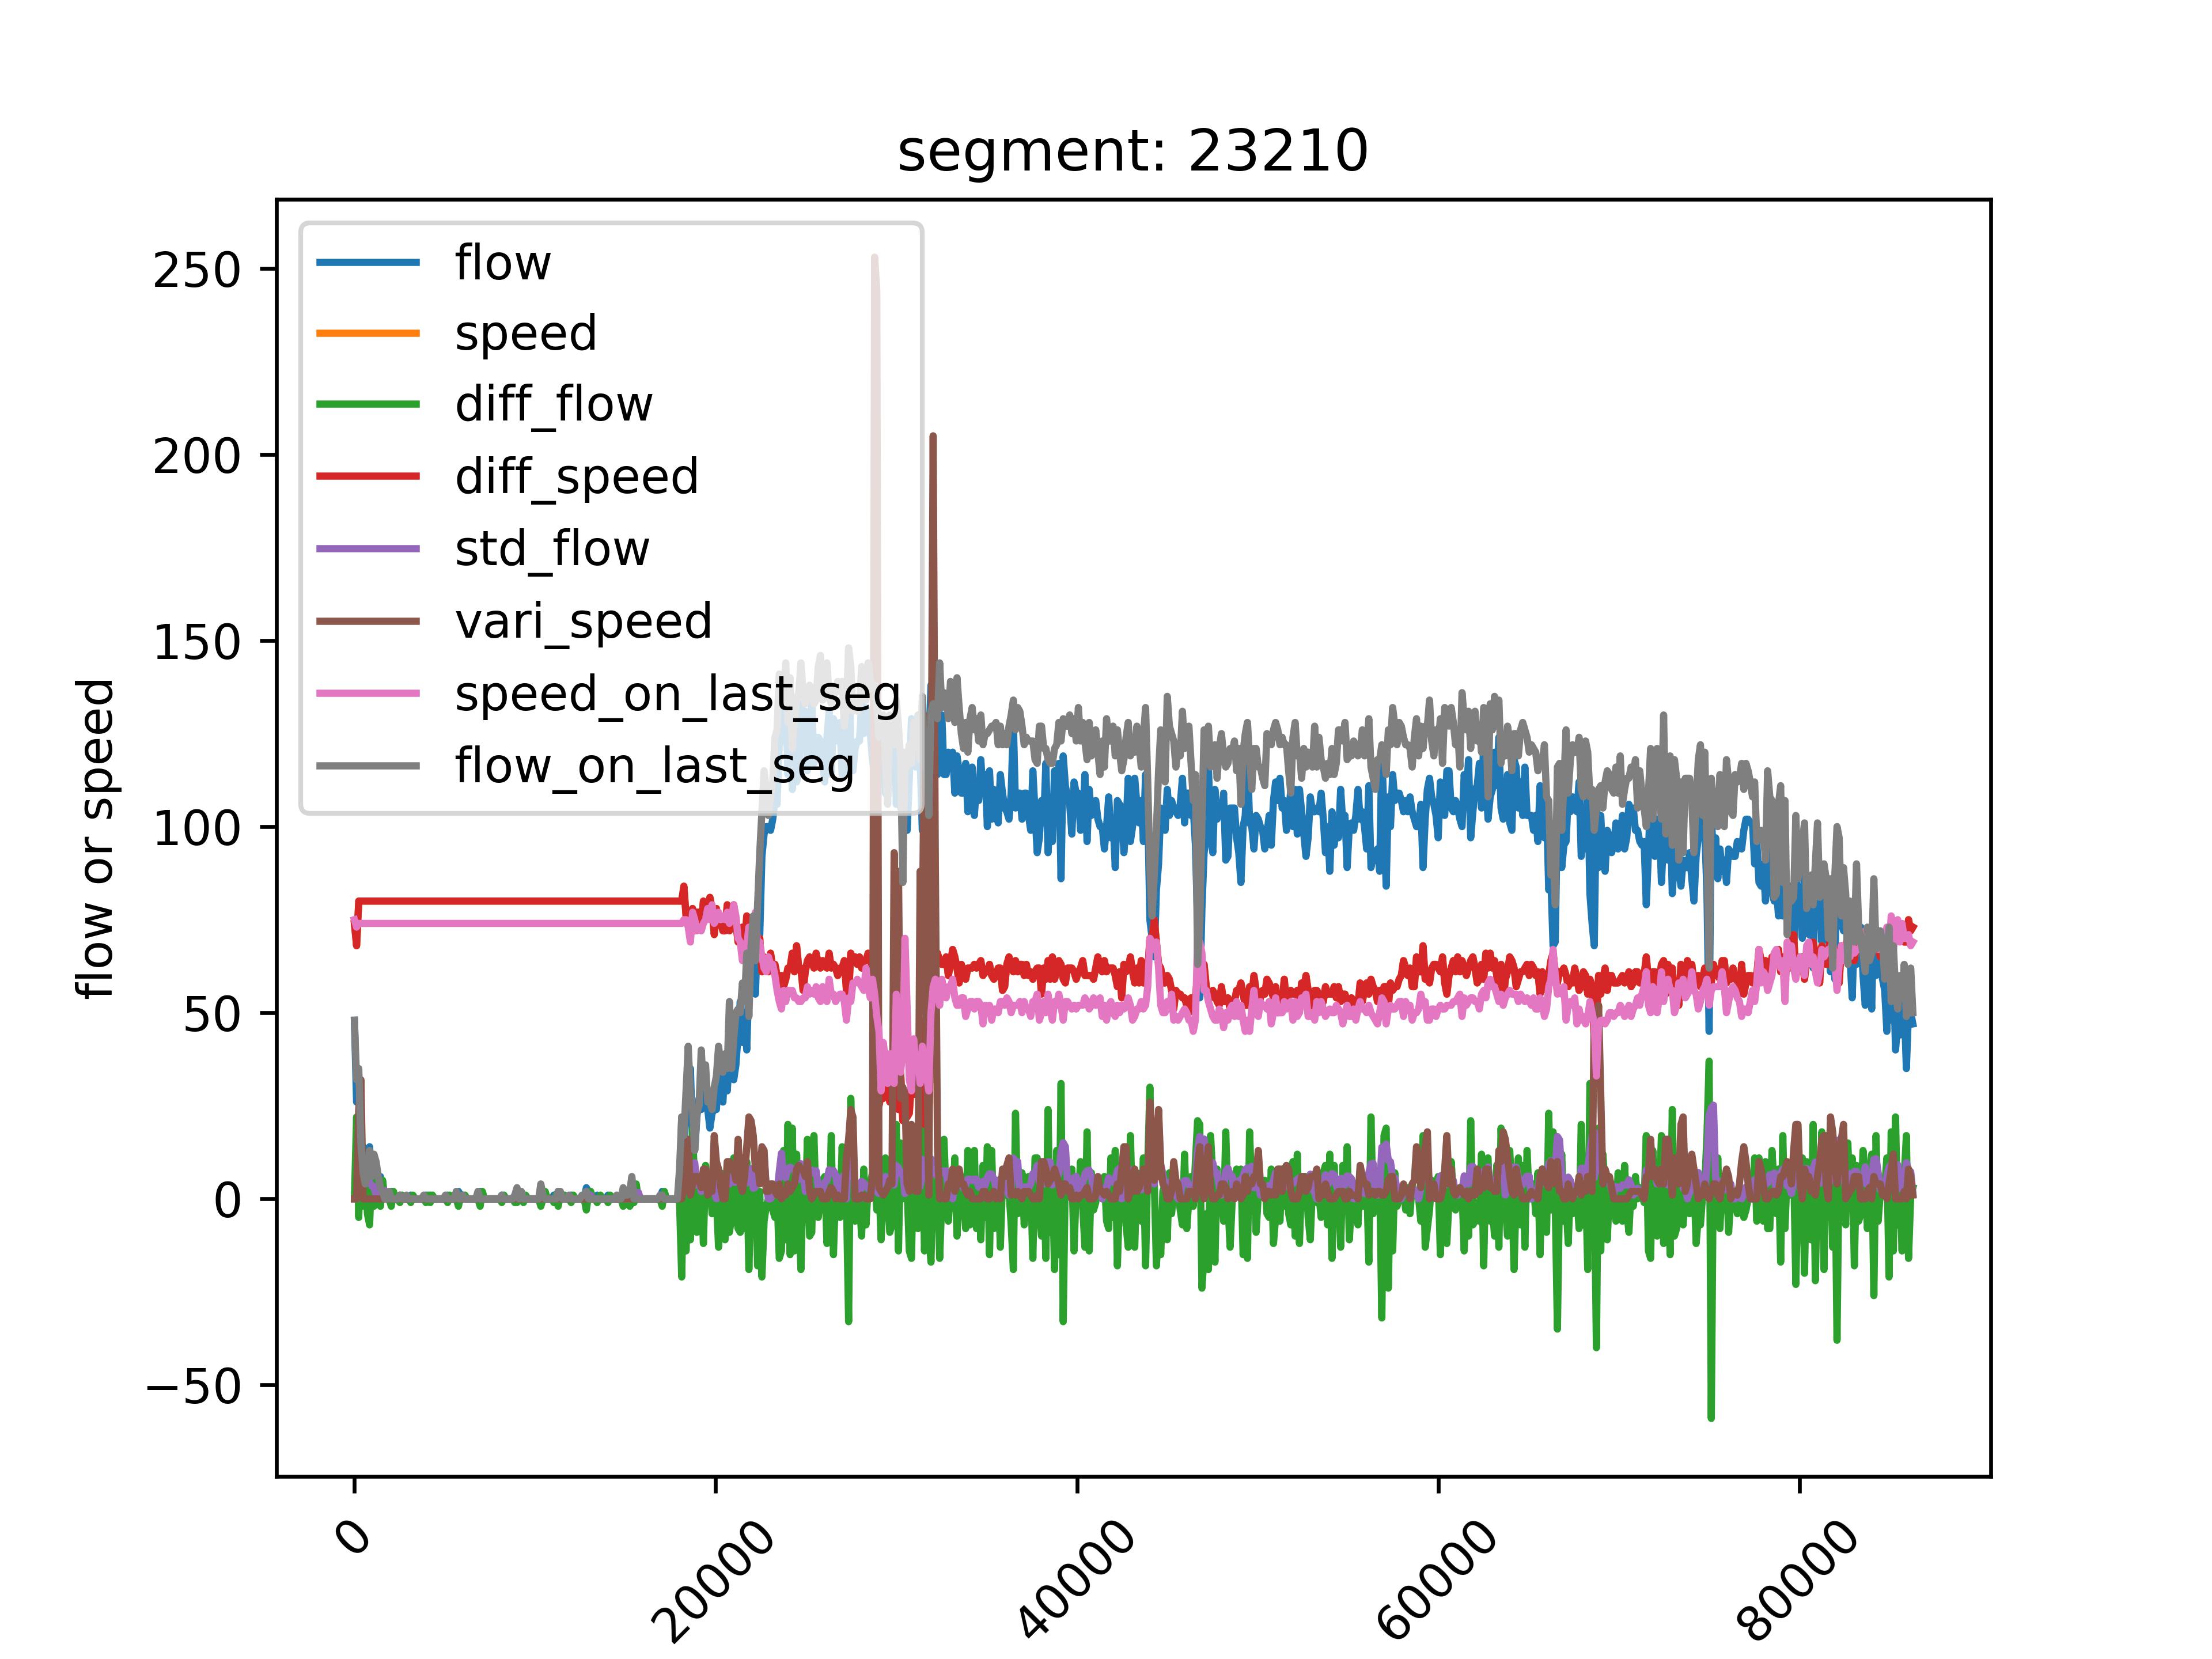 segment: 23210
flow or speed
250
200
150
100
50
0
−50
flow
speed
diff_flow
diff_speed
std_flow
vari_speed
speed_on_last_seg
flow_on_last_seg
0
20000
40000
60000
80000